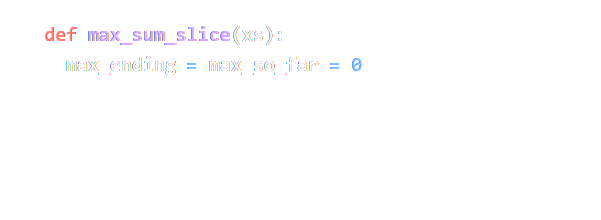 def max_sum_slice(xs):
  max_ending = max_so_far = 0